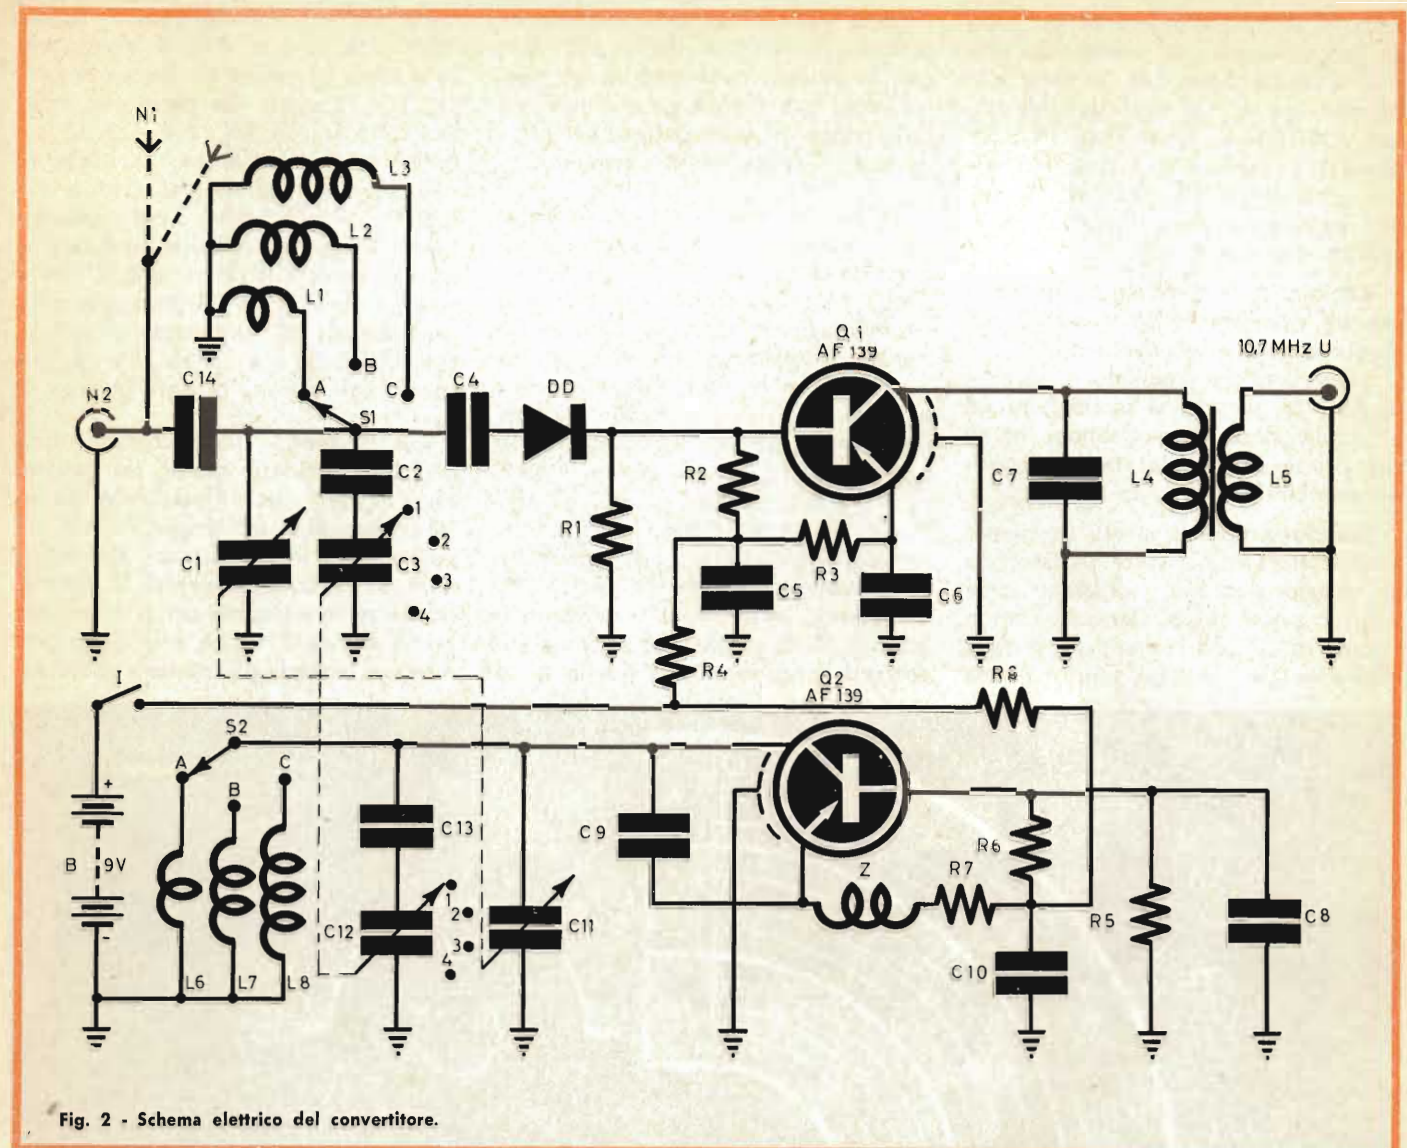 Ni
L3
L2
L1
B
A
C
S1
N2
C14
C4
DD
Qi
AF 139
10,7 MHz U
C2
R2
C7
L4
L5
C1
C3
1
2
3
4
R1
R3
C5
C6
R4
I
Q2
AF 139
R8
S2
A
B
C
+
B
9V
-
C13
C9
Z
R7
R6
C12
1
2
3
4
C11
R5
C8
C10
L6
L7
L8
Fig. 2 - Schema elettrico del convertitore.